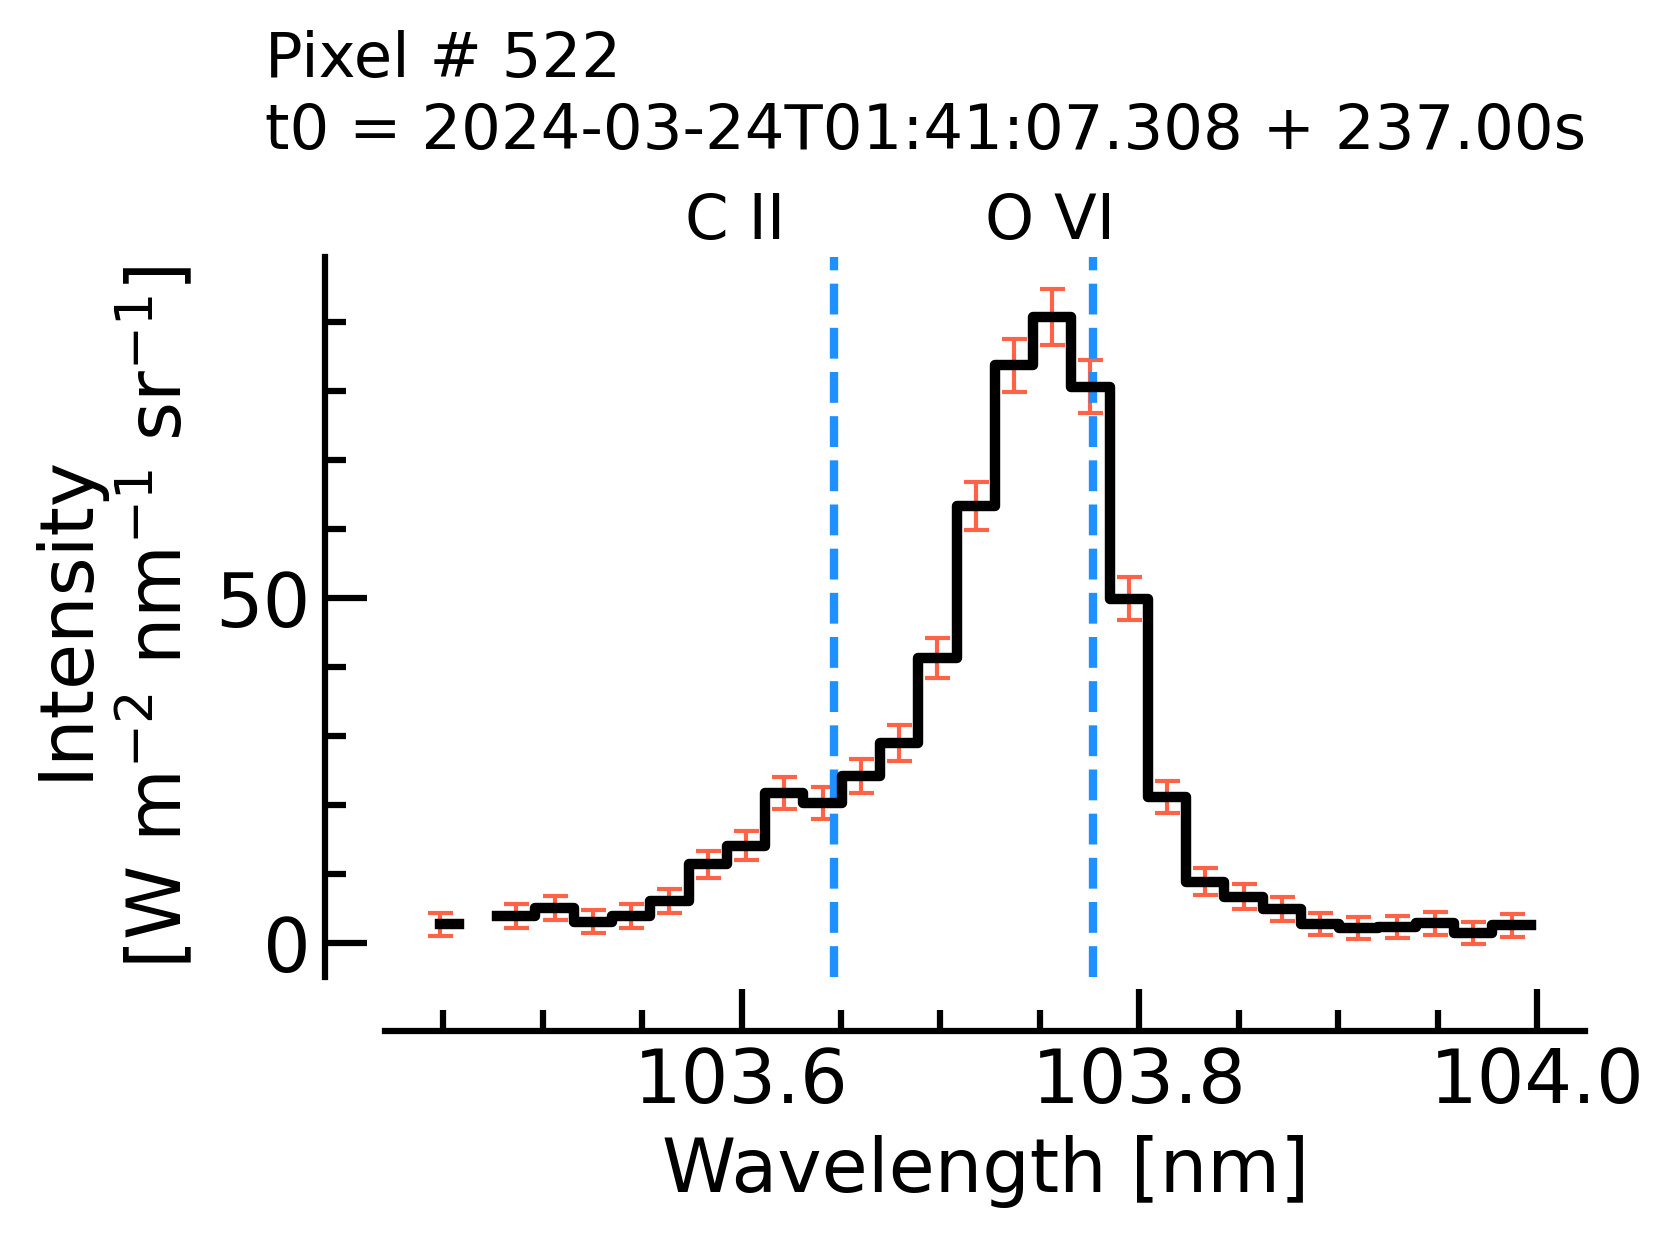 Pixel # 522
t0 = 2024-03-24T01:41:07.308 + 237.00s
C II O VI
Intensity
[W m⁻² nm⁻¹ sr⁻¹]
50
0
103.6 103.8 104.0
Wavelength [nm]